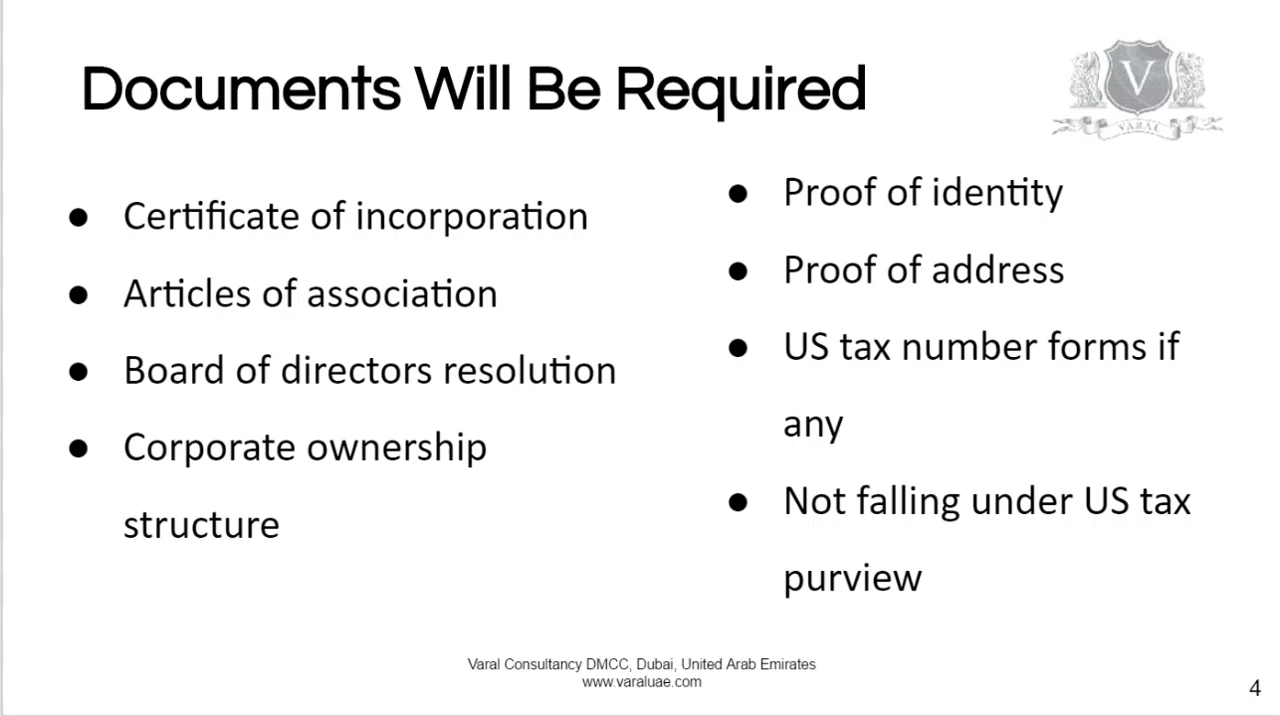 Documents Will Be Required
VARAL
● Certificate of incorporation
● Articles of association
● Board of directors resolution
● Corporate ownership
structure
● Proof of identity
● Proof of address
● US tax number forms if
any
● Not falling under US tax
purview
Varal Consultancy DMCC, Dubai, United Arab Emirates
www.varaluae.com
4